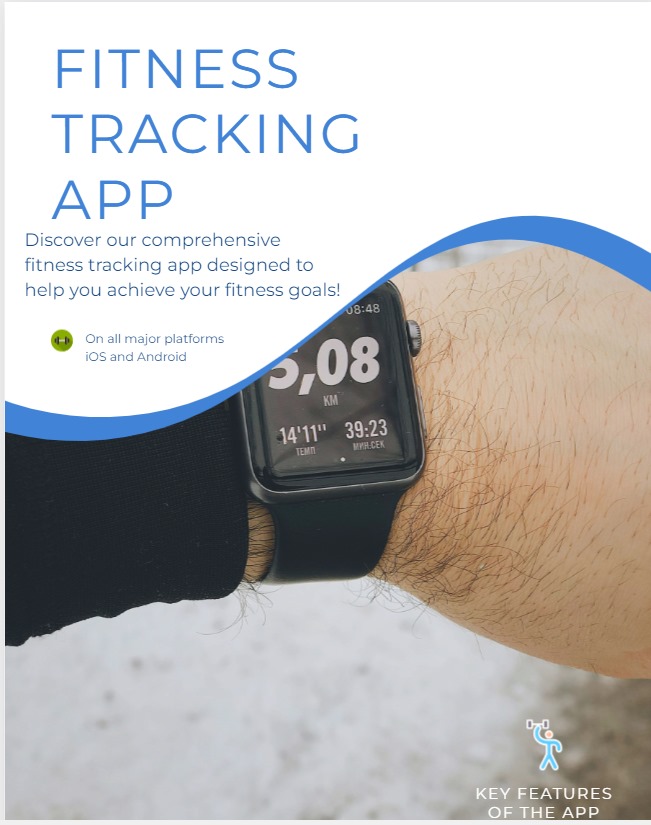 FITNESS
TRACKING
APP
Discover our comprehensive
fitness tracking app designed to
help you achieve your fitness goals!
On all major platforms
iOS and Android
08:48
5,08
КМ
14'11'' 39:23
ТЕМП МИН:СЕК
KEY FEATURES
OF THE APP